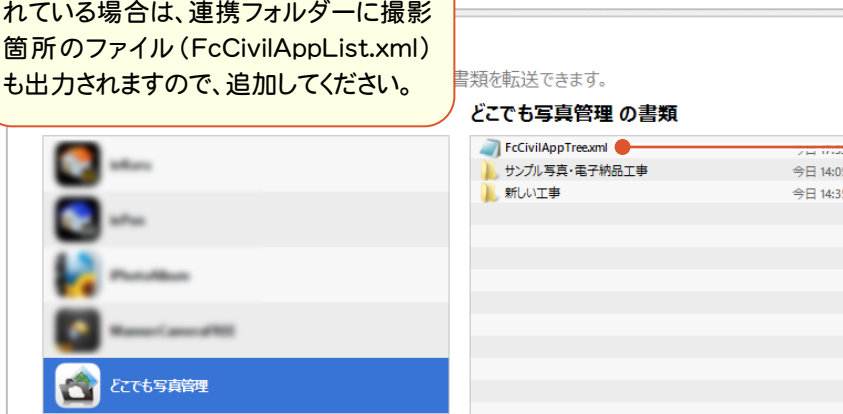 れている場合は、連携フォルダーに撮影
箇所のファイル（FcCivilAppList.xml）
も出力されますので、追加してください。
書類を転送できます。
どこでも写真管理 の書類
FcCivilAppTree.xml
サンプル写真・電子納品工事 今日 14:05
新しい工事 今日 14:35
どこでも写真管理